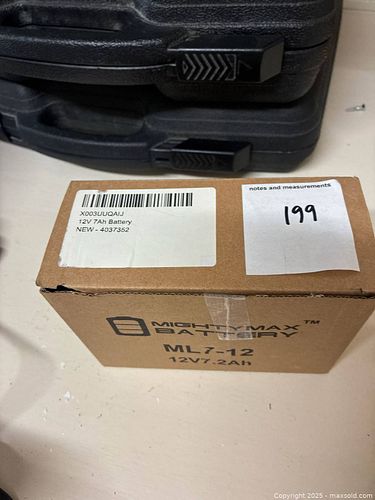 X003UUQAIJ
12V 7Ah Battery
NEW - 4037352
notes and measurements
199
MIGHTYMAX™
BATTERY
ML7-12
12V7.2Ah
Copyright © 2025 - maxsold.com